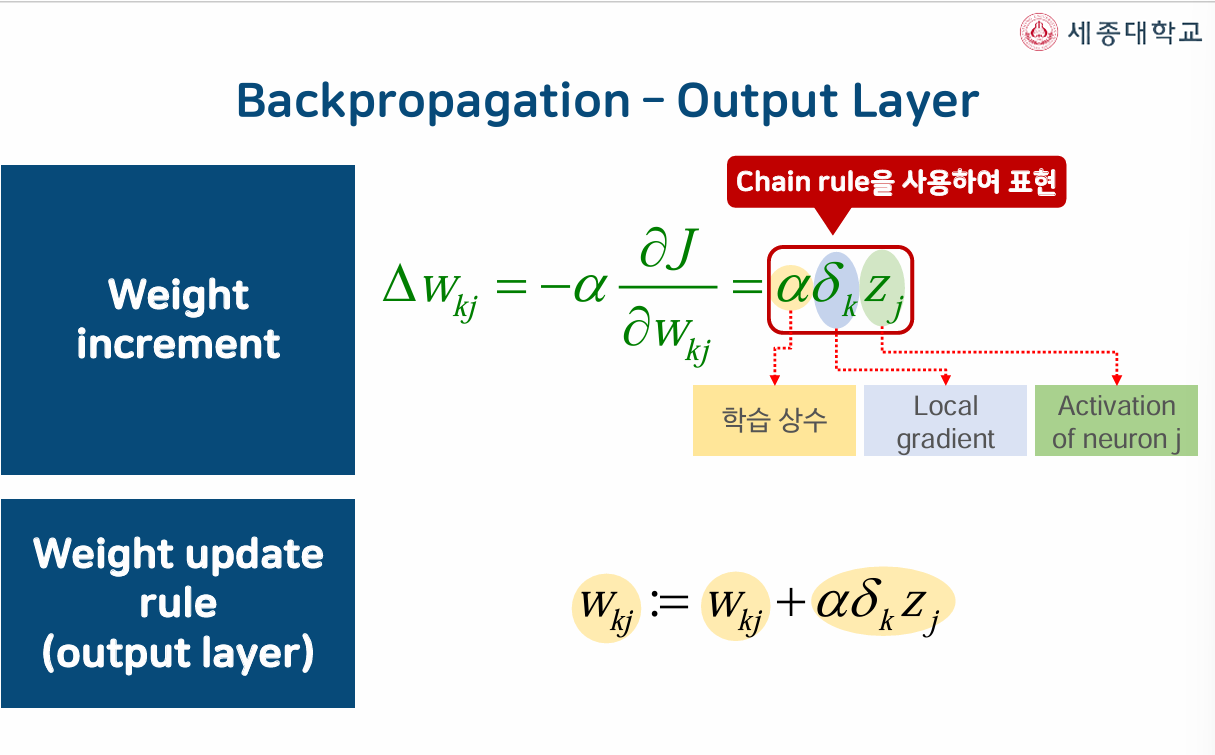 세종대학교
Backpropagation – Output Layer
Chain rule을 사용하여 표현
Weight
increment
Δw_kj = −α ∂J/∂w_kj = αδ_k z_j
학습 상수
Local
gradient
Activation
of neuron j
Weight update
rule
(output layer)
w_kj := w_kj + αδ_k z_j